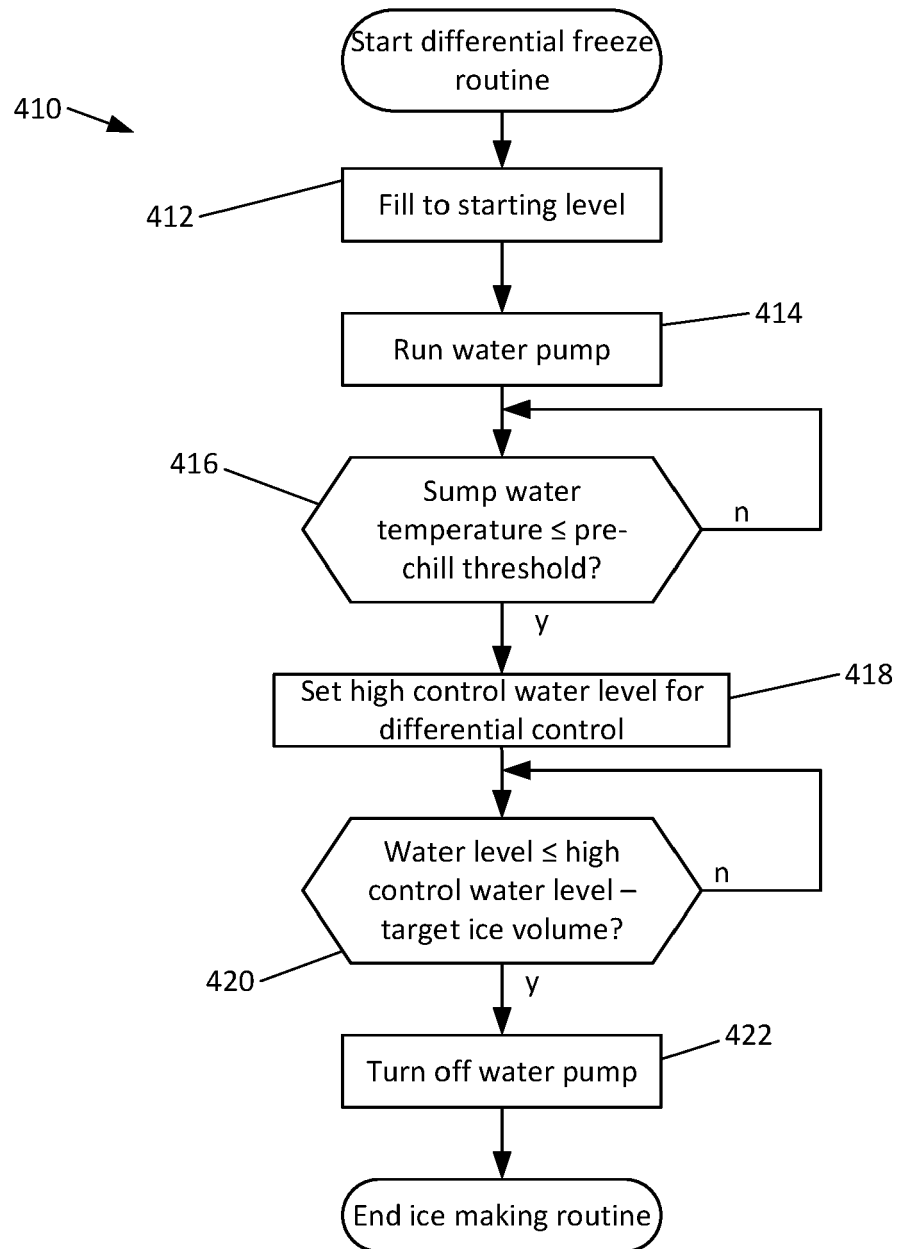 Start differential freeze
routine
410
Fill to starting level
412
Run water pump
414
416
Sump water
temperature ≤ pre-
chill threshold?
n
y
Set high control water level for
differential control
418
Water level ≤ high
control water level –
target ice volume?
n
420
y
Turn off water pump
422
End ice making routine